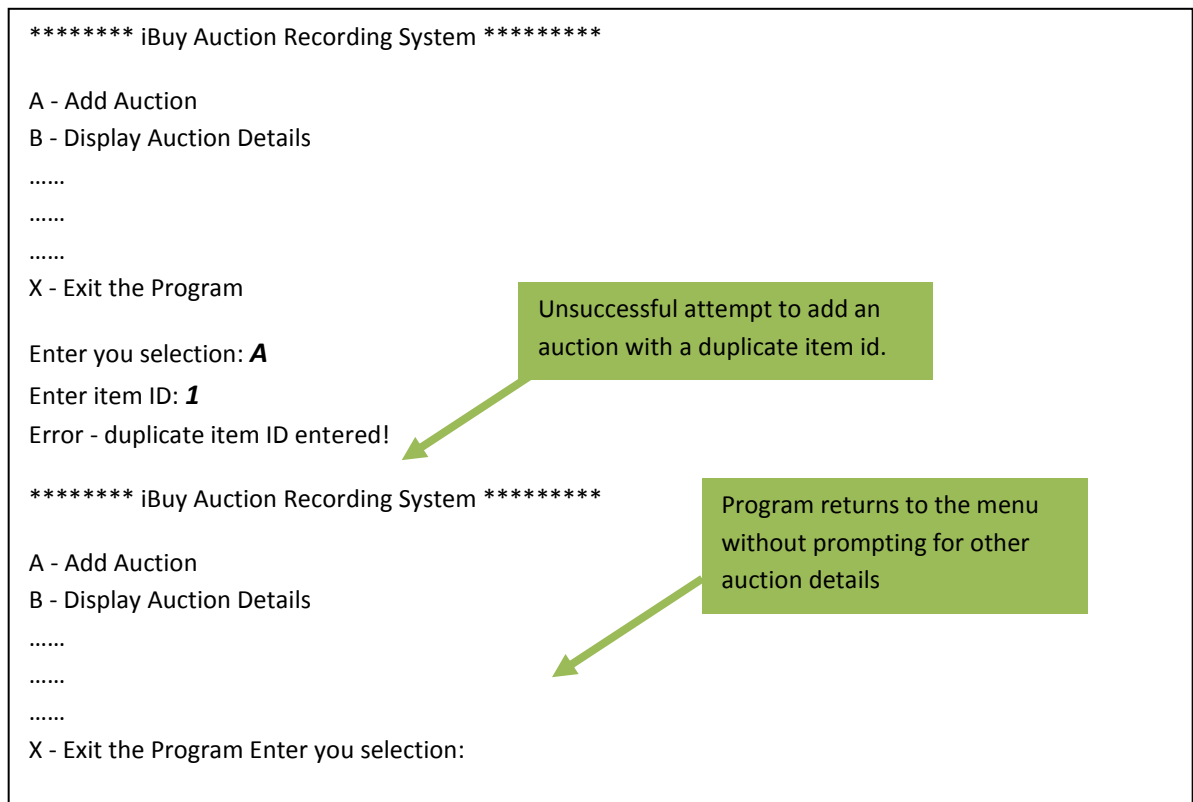 ******** iBuy Auction Recording System *********
A - Add Auction
B - Display Auction Details
......
......
......
X - Exit the Program
Unsuccessful attempt to add an
auction with a duplicate item id.
Enter you selection: A
Enter item ID: 1
Error - duplicate item ID entered!
******** iBuy Auction Recording System *********
Program returns to the menu
without prompting for other
auction details
A - Add Auction
B - Display Auction Details
......
......
......
X - Exit the Program Enter you selection: